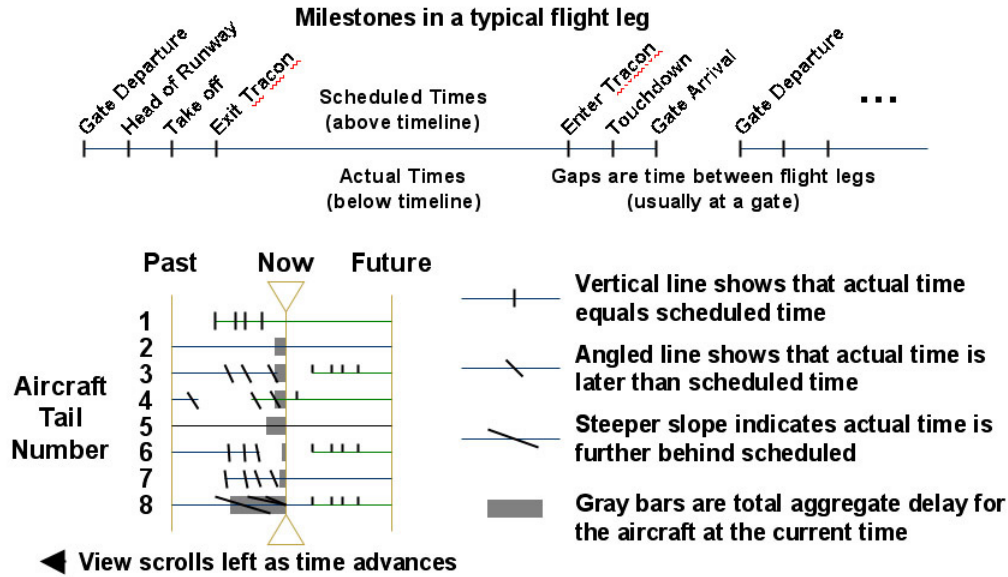 Milestones in a typical flight leg
Gate Departure
Head of Runway
Take off
Exit Tracon
Scheduled Times
(above timeline)
Enter Tracon
Touchdown
Gate Arrival
Gate Departure
...
Actual Times
(below timeline)
Gaps are time between flight legs
(usually at a gate)
Past
Now
Future
Aircraft
Tail
Number
1
2
3
4
5
6
7
8
View scrolls left as time advances
Vertical line shows that actual time
equals scheduled time
Angled line shows that actual time is
later than scheduled time
Steeper slope indicates actual time is
further behind scheduled
Gray bars are total aggregate delay for
the aircraft at the current time